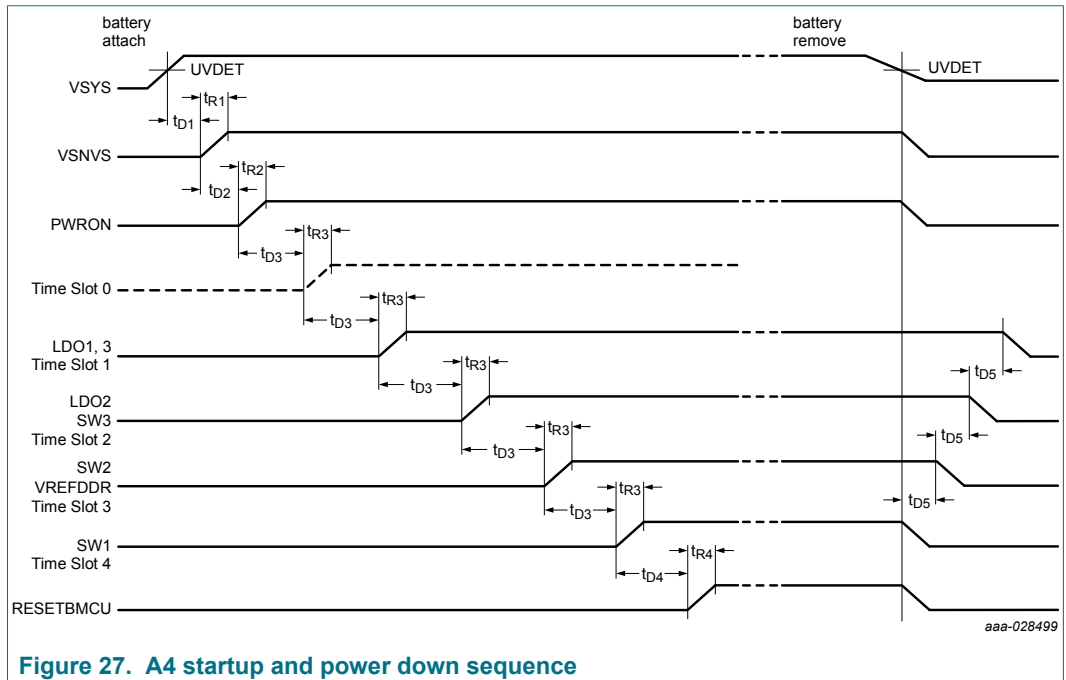 battery
attach
battery
remove
UVDET
UVDET
VSYS
tR1
tD1
VSNVS
tR2
tD2
PWRON
tR3
tD3
Time Slot 0
tR3
tD3
LDO1, 3
Time Slot 1
tR3
tD3
tD5
LDO2
SW3
Time Slot 2
tR3
tD3
tD5
SW2
VREFDDR
Time Slot 3
tR3
tD3
tD5
SW1
Time Slot 4
tR4
tD4
RESETBMCU
aaa-028499
Figure 27. A4 startup and power down sequence